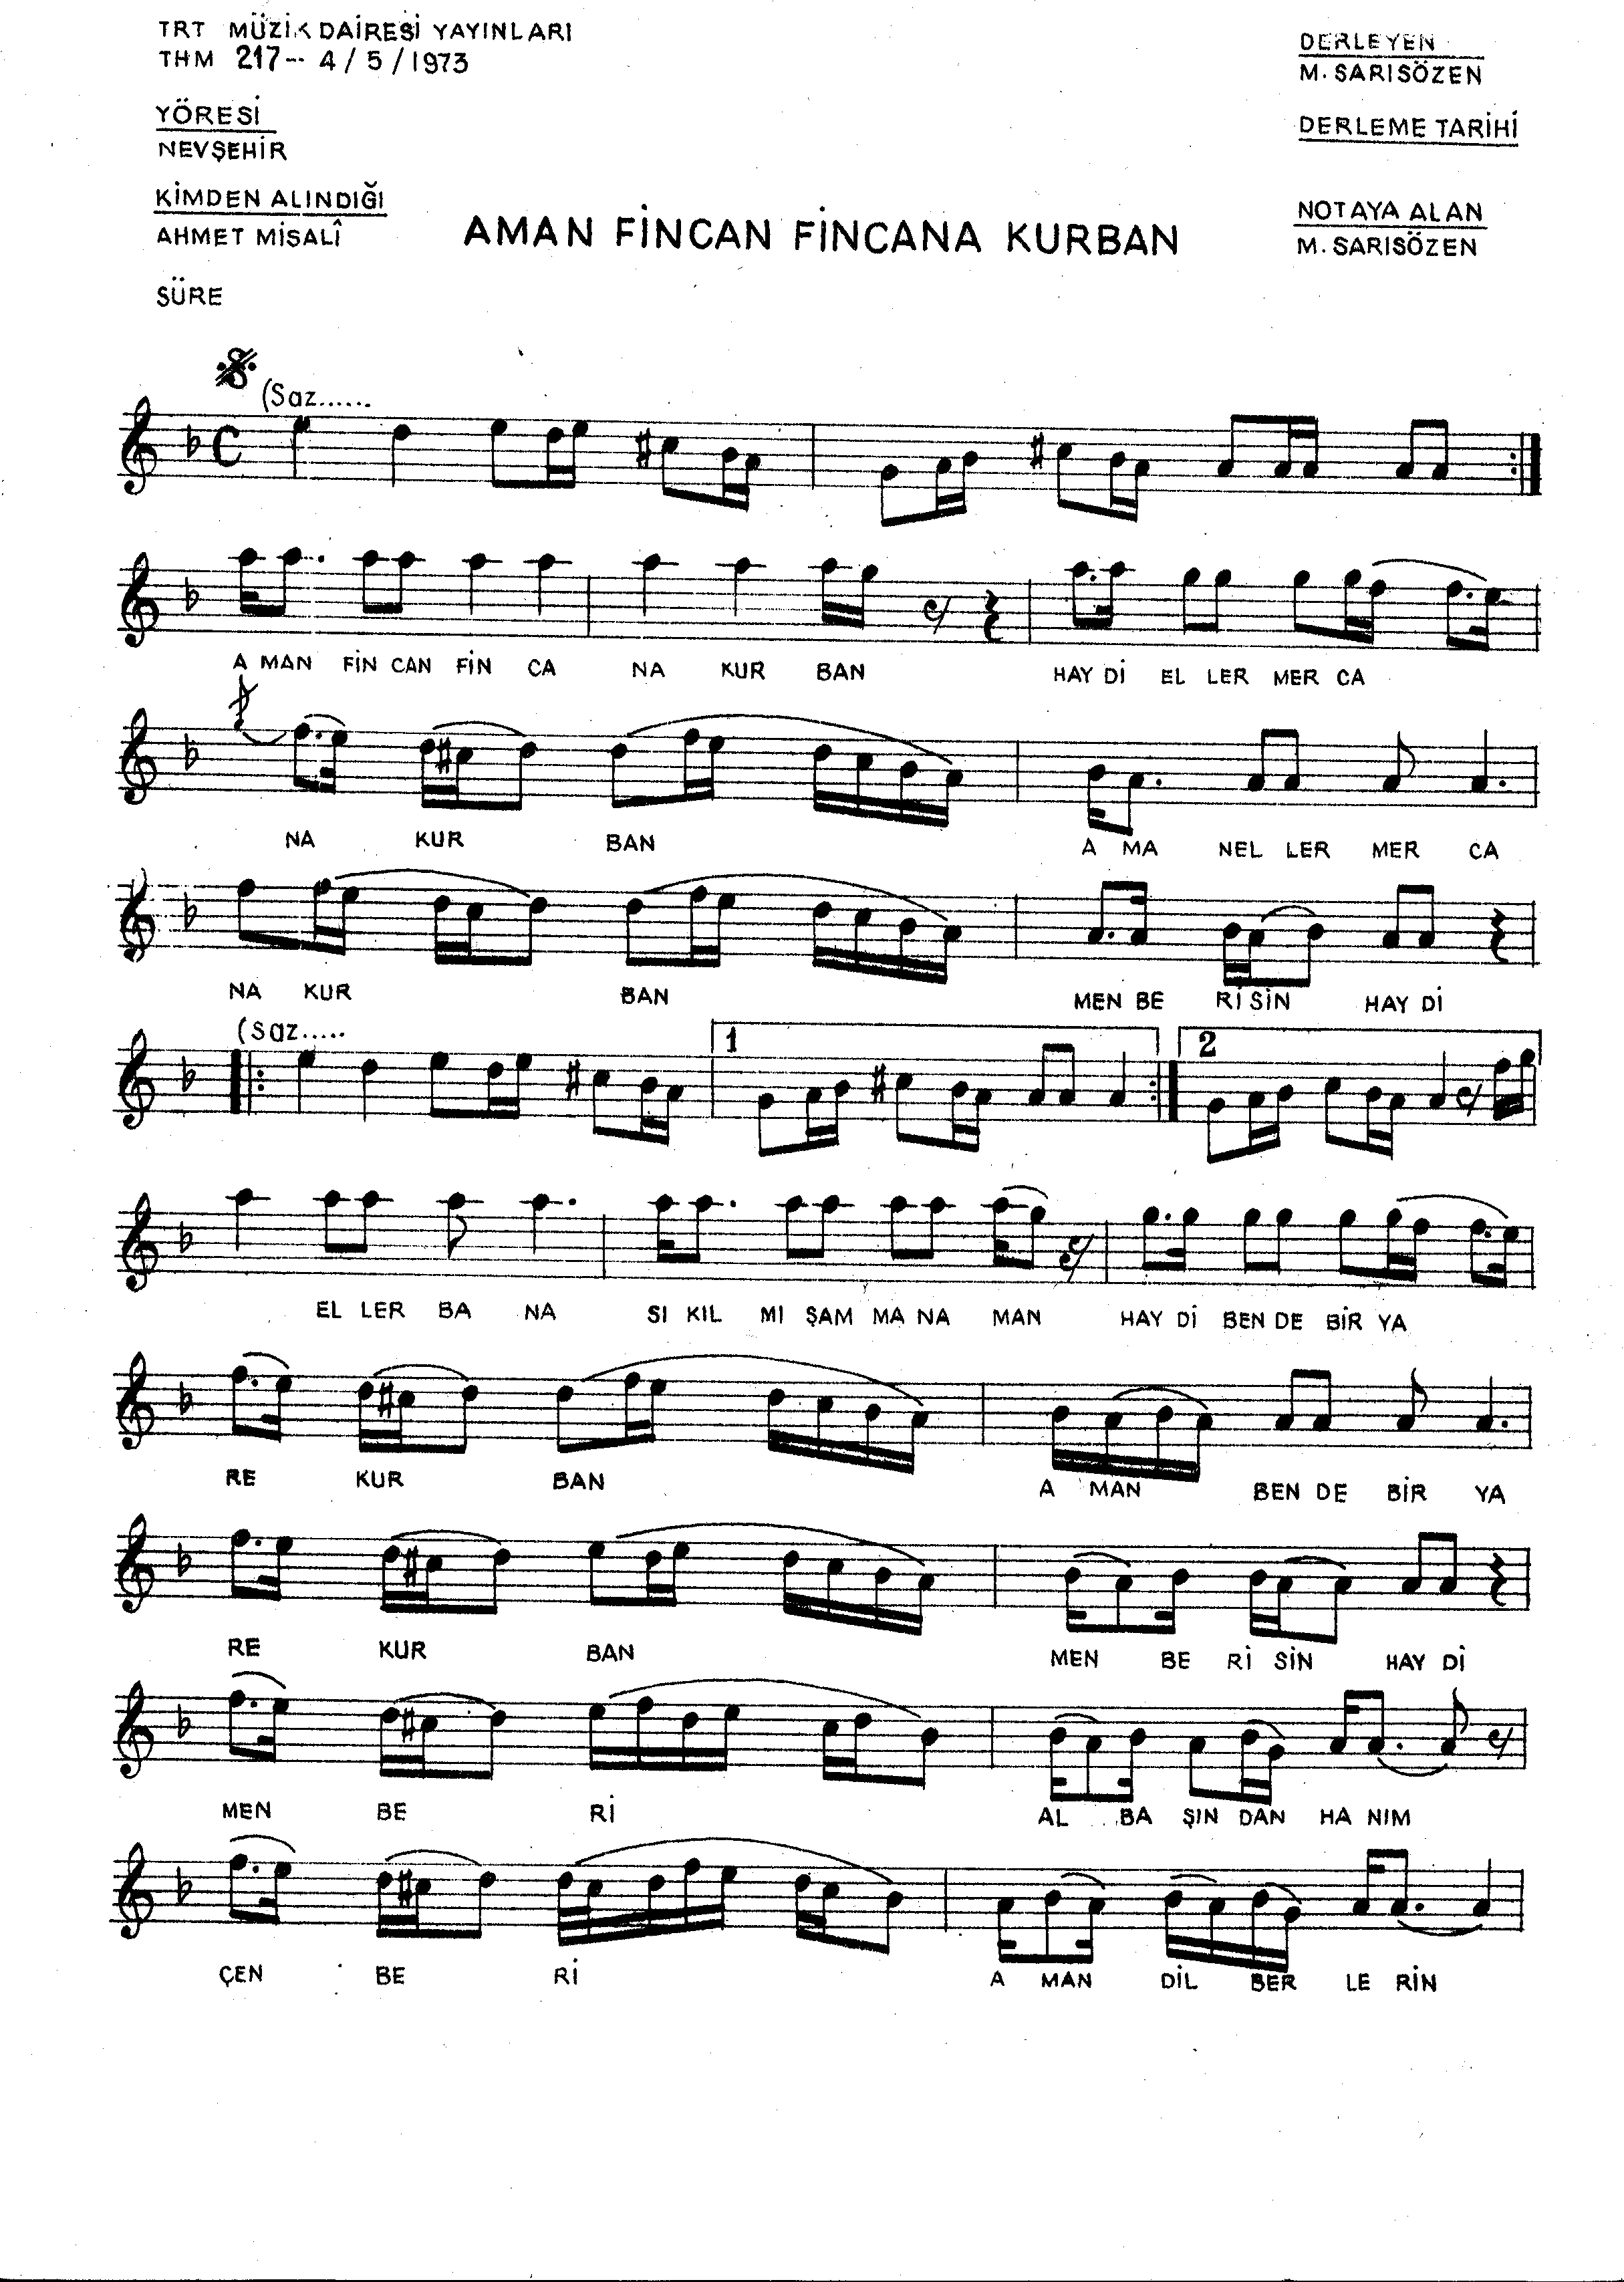 TRT MÜZİK DAİRESİ YAYINLARI
THM 217-- 4 / 5 / 1973
YÖRESİ
NEVŞEHİR
KİMDEN ALINDIĞI
AHMET MİSALÎ
SÜRE
DERLEYEN
M. SARISÖZEN
DERLEME TARİHİ
NOTAYA ALAN
M. SARISÖZEN
AMAN FİNCAN FİNCANA KURBAN
(Saz......
A MAN FİN CAN FİN CA NA KUR BAN HAY Dİ EL LER MER CA
NA KUR BAN A MA NEL LER MER CA
NA KUR BAN MEN BE Rİ SİN HAY Dİ
(saz.....
1 2
EL LER BA NA SI KIL MI ŞAM MA NA MAN HAY Dİ BEN DE BİR YA
RE KUR BAN A MAN BEN DE BİR YA
RE KUR BAN MEN BE Rİ SİN HAY Dİ
MEN BE Rİ AL BA ŞIN DAN HA NIM
ÇEN BE Rİ A MAN DİL BER LE RİN